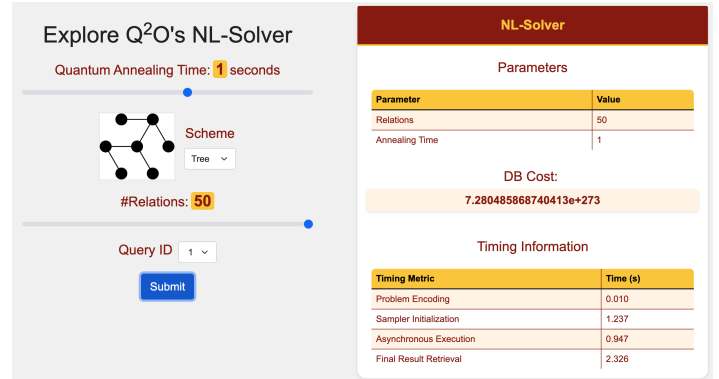 Explore Q²O's NL-Solver
Quantum Annealing Time: 1 seconds
Scheme
Tree
#Relations: 50
Query ID 1
Submit
NL-Solver
Parameters
Parameter Value
Relations 50
Annealing Time 1
DB Cost:
7.280485868740413e+273
Timing Information
Timing Metric Time (s)
Problem Encoding 0.010
Sampler Initialization 1.237
Asynchronous Execution 0.947
Final Result Retrieval 2.326